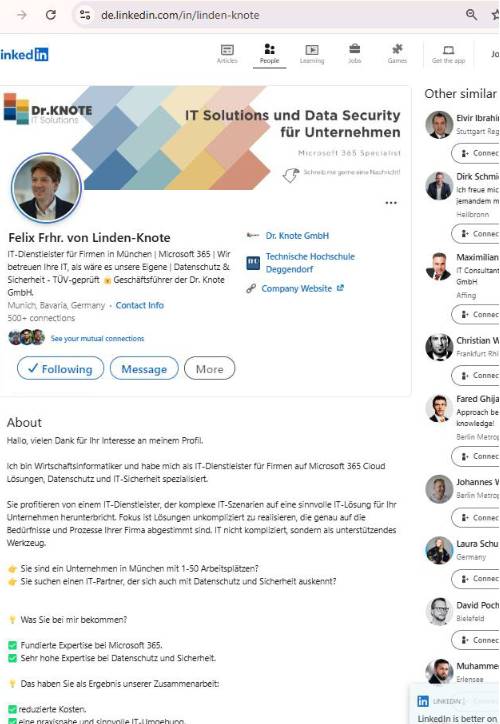 de.linkedin.com/in/linden-knote
Linked in
Articles
People
Learning
Jobs
Games
Get the app
Dr.KNOTE
IT Solutions
IT Solutions und Data Security
für Unternehmen
Microsoft 365 Specialist
Schreib mir gerne eine Nachricht!
Felix Frhr. von Linden-Knote
IT-Dienstleister für Firmen in München | Microsoft 365 | Wir
betreuen Ihre IT, als wäre es unsere Eigene | Datenschutz &
Sicherheit - TÜV-geprüft Geschäftsführer der Dr. Knote
GmbH.
Munich, Bavaria, Germany · Contact Info
500+ connections
See your mutual connections
Dr. Knote GmbH
Technische Hochschule
Deggendorf
Company Website
✓ Following
Message
More
About
Hallo, vielen Dank für Ihr Interesse an meinem Profil.
Ich bin Wirtschaftsinformatiker und habe mich als IT-Dienstleister für Firmen auf Microsoft 365 Cloud
Lösungen, Datenschutz und IT-Sicherheit spezialisiert.
Sie profitieren von einem IT-Dienstleister, der komplexe IT-Szenarien auf eine sinnvolle IT-Lösung für Ihr
Unternehmen herunterbricht. Fokus ist Lösungen unkompliziert zu realisieren, die genau auf die
Bedürfnisse und Prozesse Ihrer Firma abgestimmt sind. IT nicht kompliziert, sondern als unterstützendes
Werkzeug.
👉 Sie sind ein Unternehmen in München mit 1-50 Arbeitsplätzen?
👉 Sie suchen einen IT-Partner, der sich auch mit Datenschutz und Sicherheit auskennt?
💡 Was Sie bei mir bekommen?
✅ Fundierte Expertise bei Microsoft 365.
✅ Sehr hohe Expertise bei Datenschutz und Sicherheit.
💡 Das haben Sie als Ergebnis unserer Zusammenarbeit:
✅ reduzierte Kosten.
✅ eine praxisnahe und sinnvolle IT-Umgebung.
Other similar
Elvir Ibrahi
Stuttgart Reg
Connec
Dirk Schmi
Ich freue mic
jemandem m
Heilbronn
Connec
Maximilian
IT Consultant
GmbH
Affing
Connec
Christian W
Frankfurt Rhi
Connec
Fared Ghija
Approach be
knowledge!
Berlin Metrop
Connec
Johannes W
Berlin Metrop
Connec
Laura Schu
Germany
Connec
David Poch
Bielefeld
Connec
Muhamme
Erlensee
LINKEDIN
LinkedIn is better on